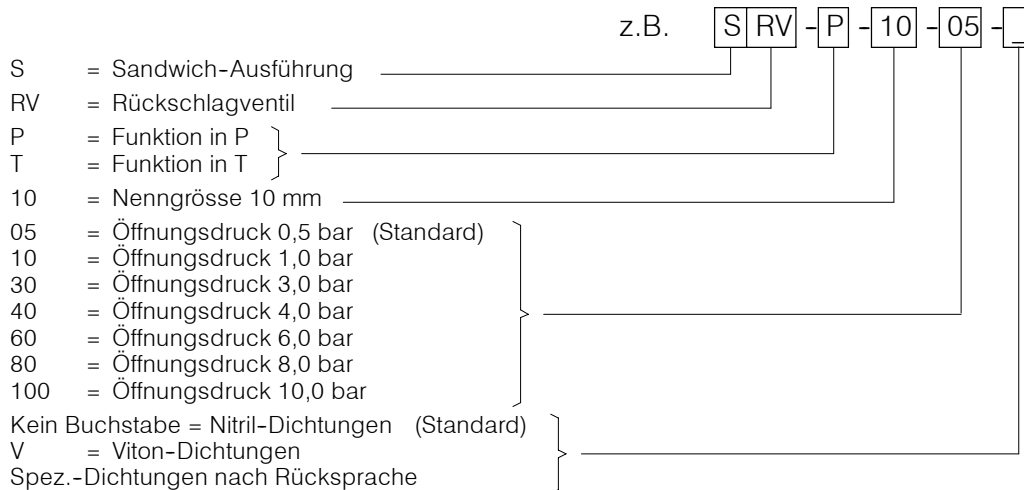 z.B. S RV -P -10 -05 -_
S = Sandwich-Ausführung
RV = Rückschlagventil
P = Funktion in P
T = Funktion in T
10 = Nenngrösse 10 mm
05 = Öffnungsdruck 0,5 bar (Standard)
10 = Öffnungsdruck 1,0 bar
30 = Öffnungsdruck 3,0 bar
40 = Öffnungsdruck 4,0 bar
60 = Öffnungsdruck 6,0 bar
80 = Öffnungsdruck 8,0 bar
100 = Öffnungsdruck 10,0 bar
Kein Buchstabe = Nitril-Dichtungen (Standard)
V = Viton-Dichtungen
Spez.-Dichtungen nach Rücksprache